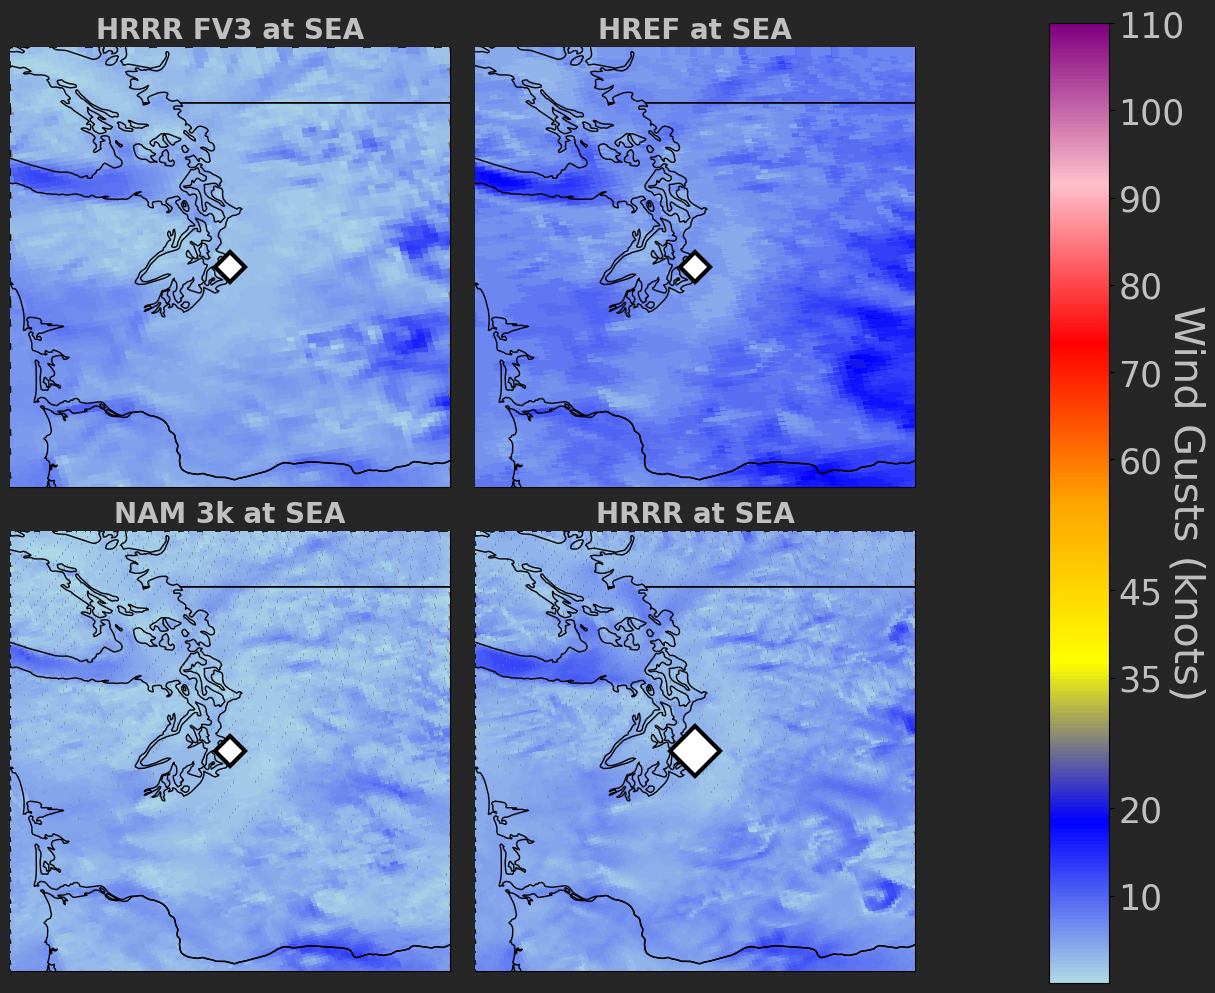 HRRR FV3 at SEA
HREF at SEA
NAM 3k at SEA
HRRR at SEA
110
100
90
80
70
60
45
35
20
10
Wind Gusts (knots)